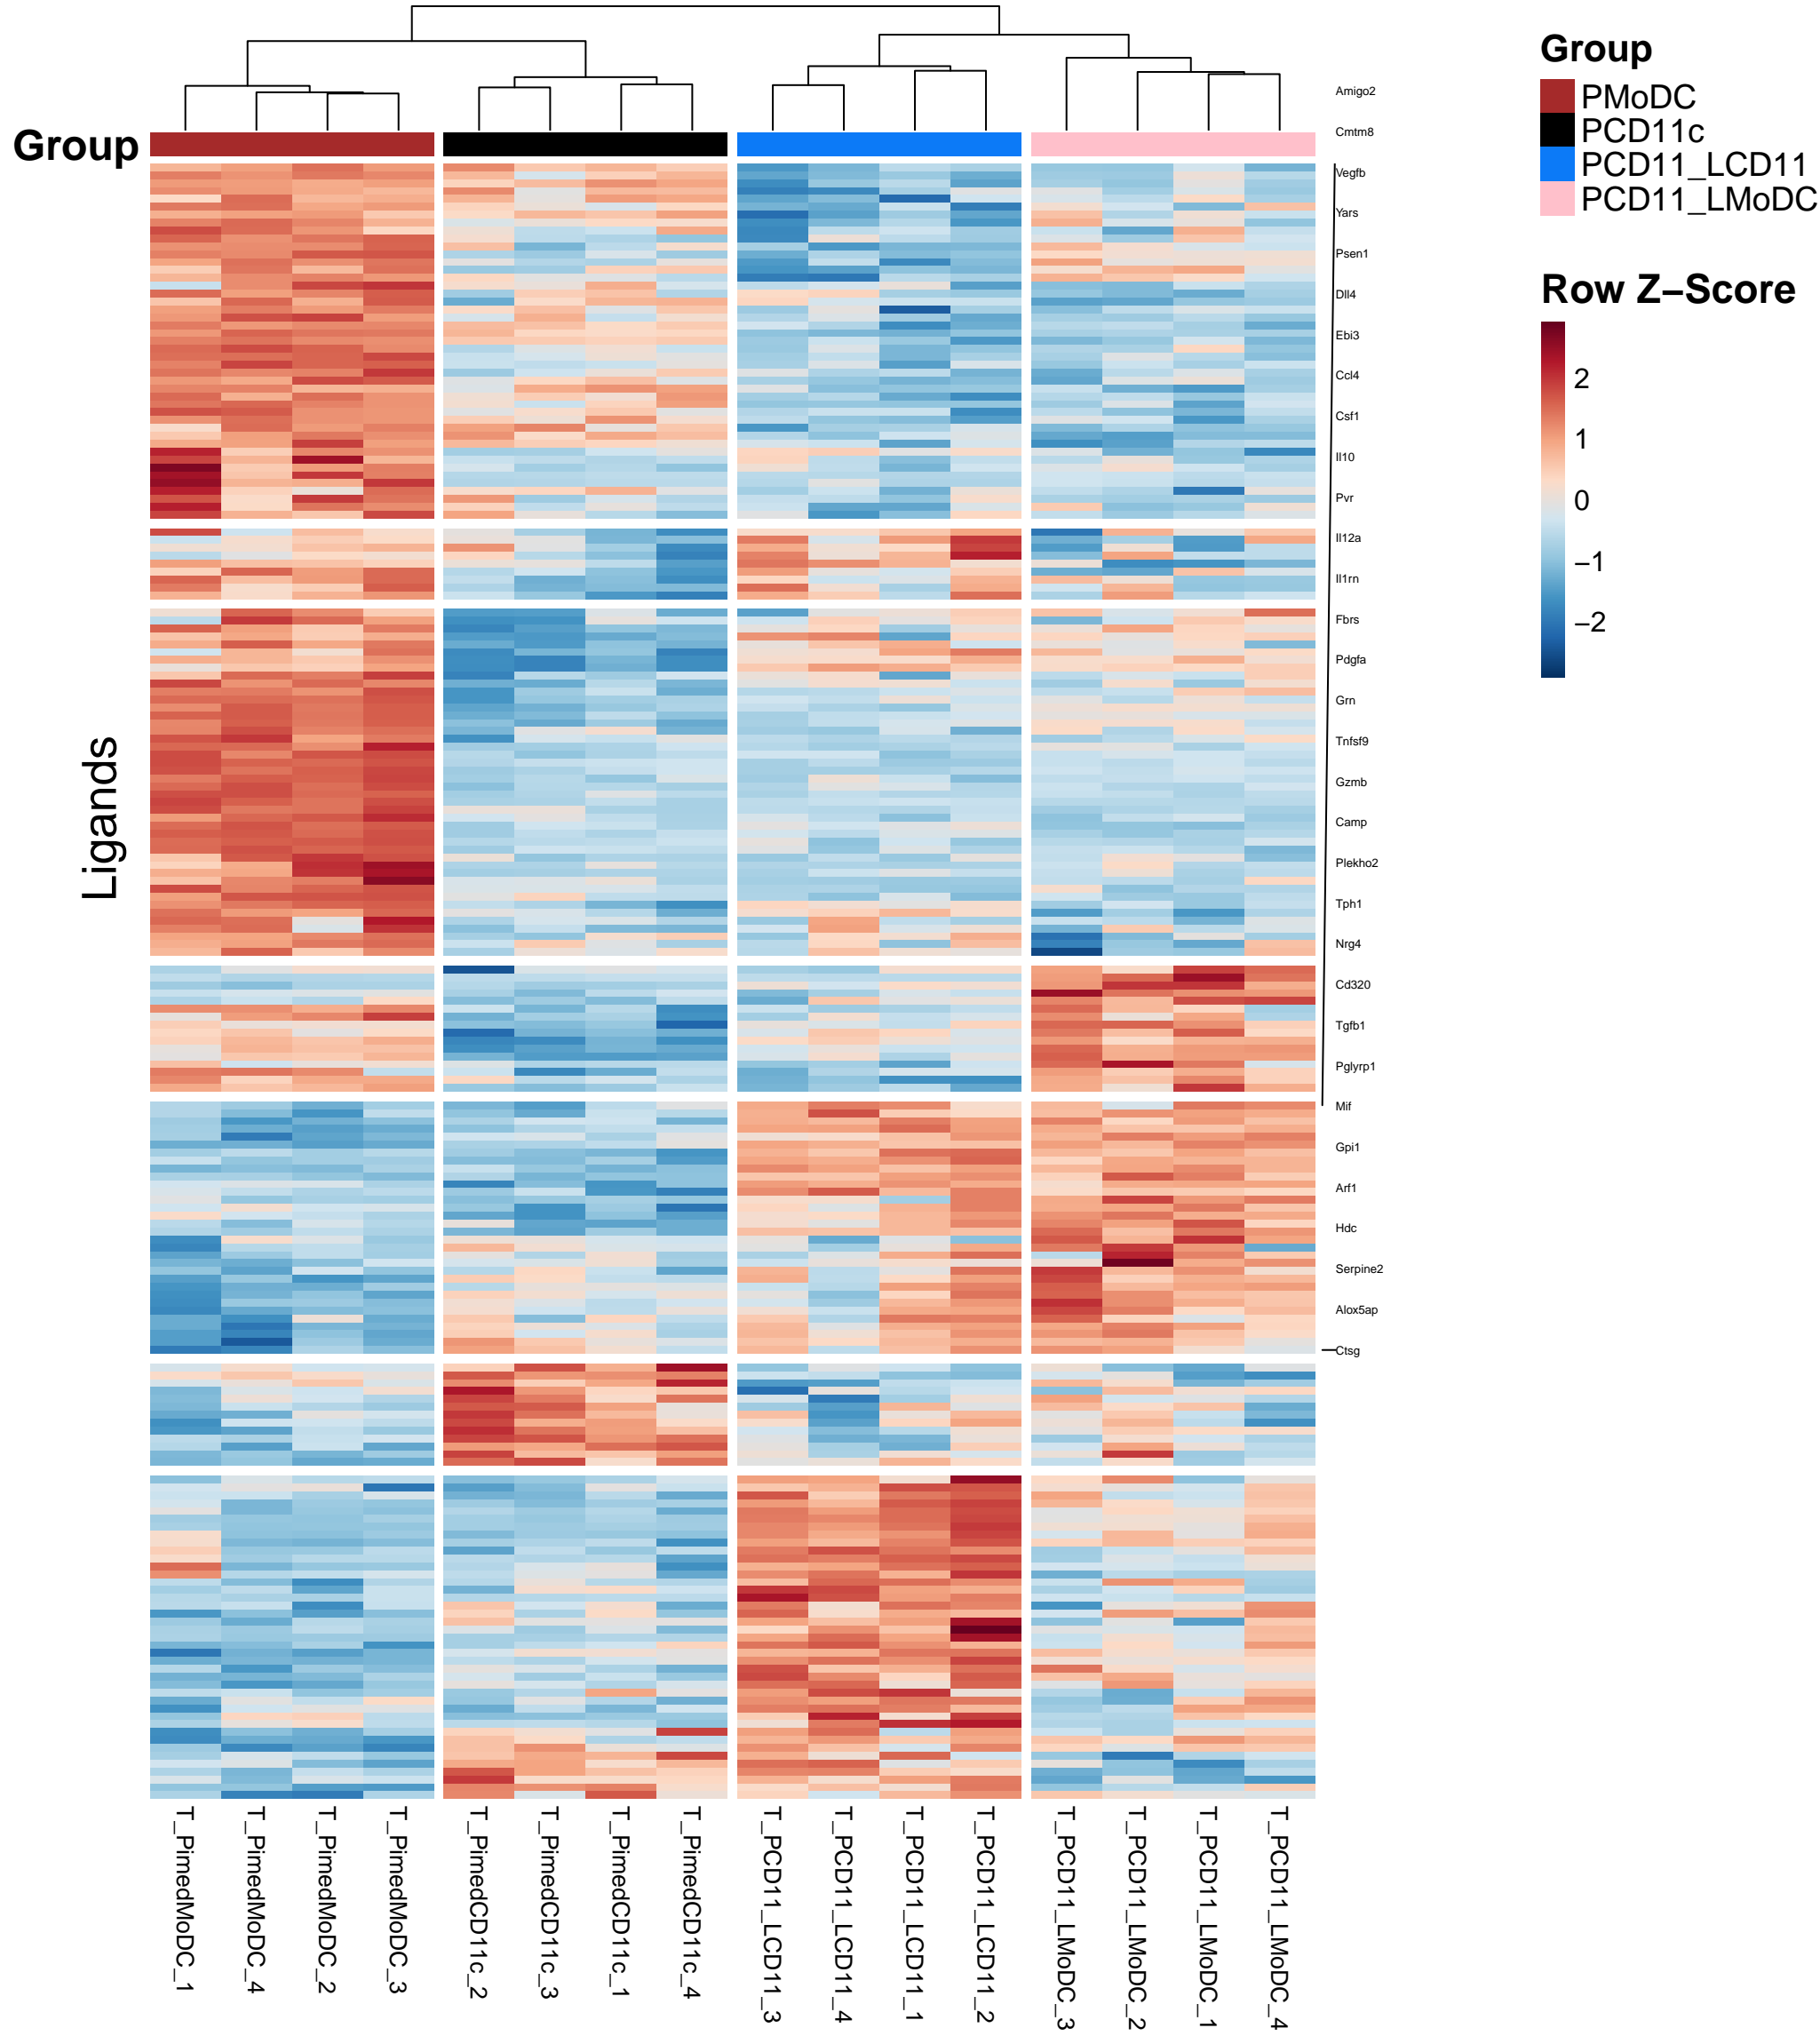 Group
Ligands
Amigo2
Cmtm8
Vegfb
Yars
Psen1
Dll4
Ebi3
Ccl4
Csf1
Il10
Pvr
Il12a
Il1rn
Fbrs
Pdgfa
Grn
Tnfsf9
Gzmb
Camp
Plekho2
Tph1
Nrg4
Cd320
Tgfb1
Pglyrp1
Mif
Gpi1
Arf1
Hdc
Serpine2
Alox5ap
Ctsg
T_PimedMoDC_1
T_PimedMoDC_4
T_PimedMoDC_2
T_PimedMoDC_3
T_PimedCD11c_2
T_PimedCD11c_3
T_PimedCD11c_1
T_PimedCD11c_4
T_PCD11_LCD11_3
T_PCD11_LCD11_4
T_PCD11_LCD11_1
T_PCD11_LCD11_2
T_PCD11_LMoDC_3
T_PCD11_LMoDC_2
T_PCD11_LMoDC_1
T_PCD11_LMoDC_4
Group
PMoDC
PCD11c
PCD11_LCD11
PCD11_LMoDC
Row Z−Score
2
1
0
−1
−2